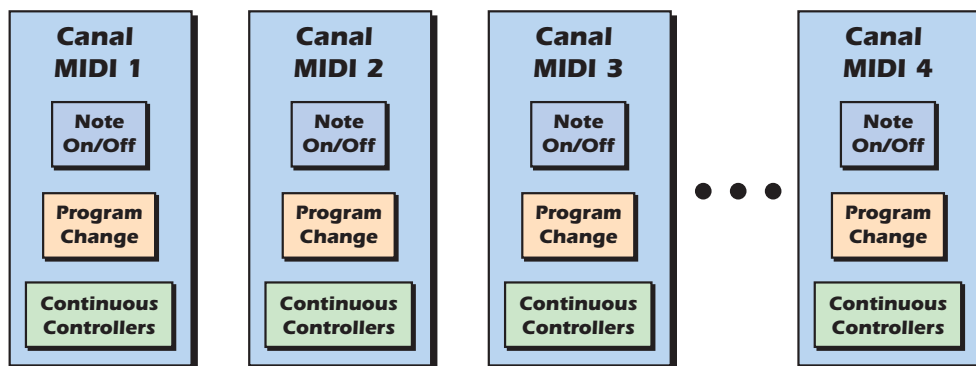 Canal
MIDI 1
Note
On/Off
Program
Change
Continuous
Controllers
Canal
MIDI 2
Note
On/Off
Program
Change
Continuous
Controllers
Canal
MIDI 3
Note
On/Off
Program
Change
Continuous
Controllers
Canal
MIDI 4
Note
On/Off
Program
Change
Continuous
Controllers